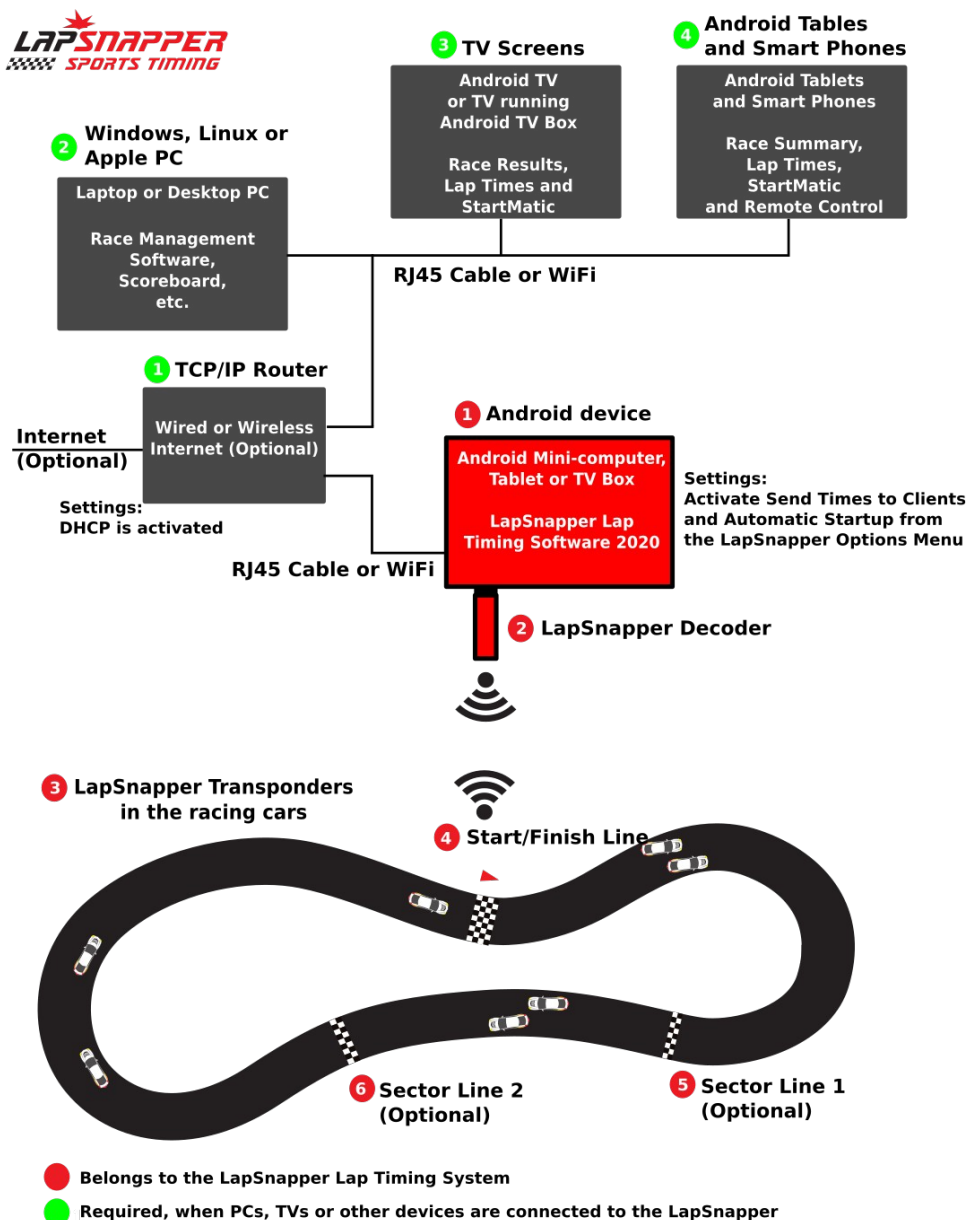 LAPSNAPPER
SPORTS TIMING
3 TV Screens
Android TV
or TV running
Android TV Box
Race Results,
Lap Times and
StartMatic
4 Android Tables
and Smart Phones
Android Tablets
and Smart Phones
Race Summary,
Lap Times,
StartMatic
and Remote Control
2 Windows, Linux or
Apple PC
Laptop or Desktop PC
Race Management
Software,
Scoreboard,
etc.
RJ45 Cable or WiFi
1 TCP/IP Router
Wired or Wireless
Internet (Optional)
Internet
(Optional)
Settings:
DHCP is activated
1 Android device
Android Mini-computer,
Tablet or TV Box
LapSnapper Lap
Timing Software 2020
Settings:
Activate Send Times to Clients
and Automatic Startup from
the LapSnapper Options Menu
RJ45 Cable or WiFi
2 LapSnapper Decoder
3 LapSnapper Transponders
in the racing cars
4 Start/Finish Line
6 Sector Line 2
(Optional)
5 Sector Line 1
(Optional)
Belongs to the LapSnapper Lap Timing System
Required, when PCs, TVs or other devices are connected to the LapSnapper